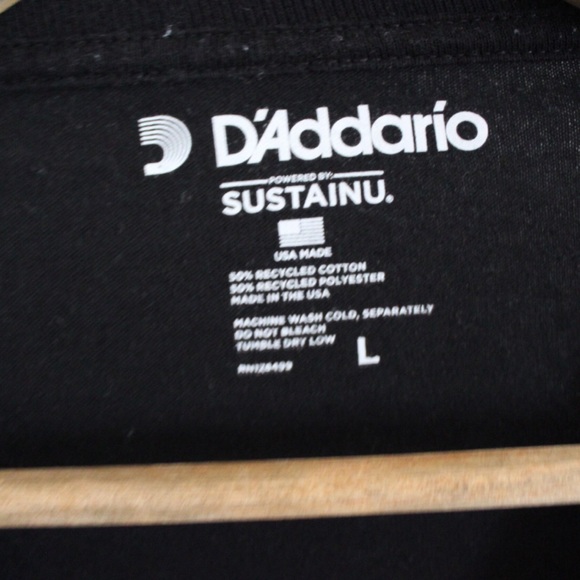 D'Addario
POWERED BY:
SUSTAINU.
USA MADE
50% RECYCLED COTTON
50% RECYCLED POLYESTER
MADE IN THE USA
MACHINE WASH COLD, SEPARATELY
DO NOT BLEACH
TUMBLE DRY LOW
L
RN128499